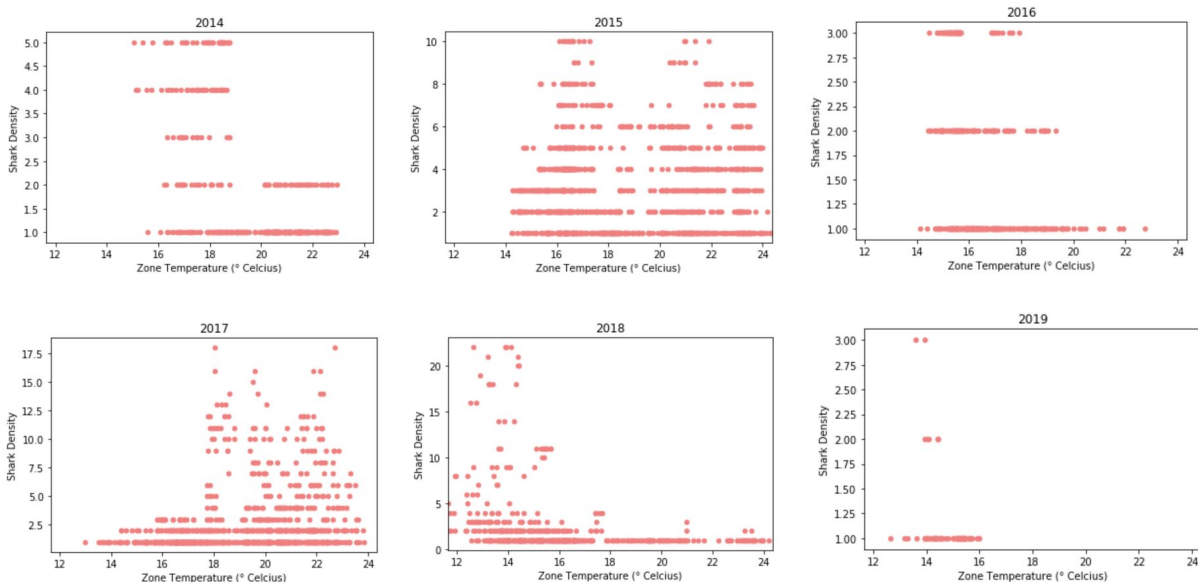 2014
5.0
4.5
4.0
3.5
3.0
2.5
2.0
1.5
1.0
Shark Density
12 14 16 18 20 22 24
Zone Temperature (° Celcius)
2015
10
8
6
4
2
Shark Density
12 14 16 18 20 22 24
Zone Temperature (° Celcius)
2016
3.00
2.75
2.50
2.25
2.00
1.75
1.50
1.25
1.00
Shark Density
12 14 16 18 20 22 24
Zone Temperature (° Celcius)
2017
17.5
15.0
12.5
10.0
7.5
5.0
2.5
Shark Density
12 14 16 18 20 22 24
Zone Temperature (° Celcius)
2018
20
15
10
5
0
Shark Density
12 14 16 18 20 22 24
Zone Temperature (° Celcius)
2019
3.00
2.75
2.50
2.25
2.00
1.75
1.50
1.25
1.00
Shark Density
12 14 16 18 20 22 24
Zone Temperature (° Celcius)